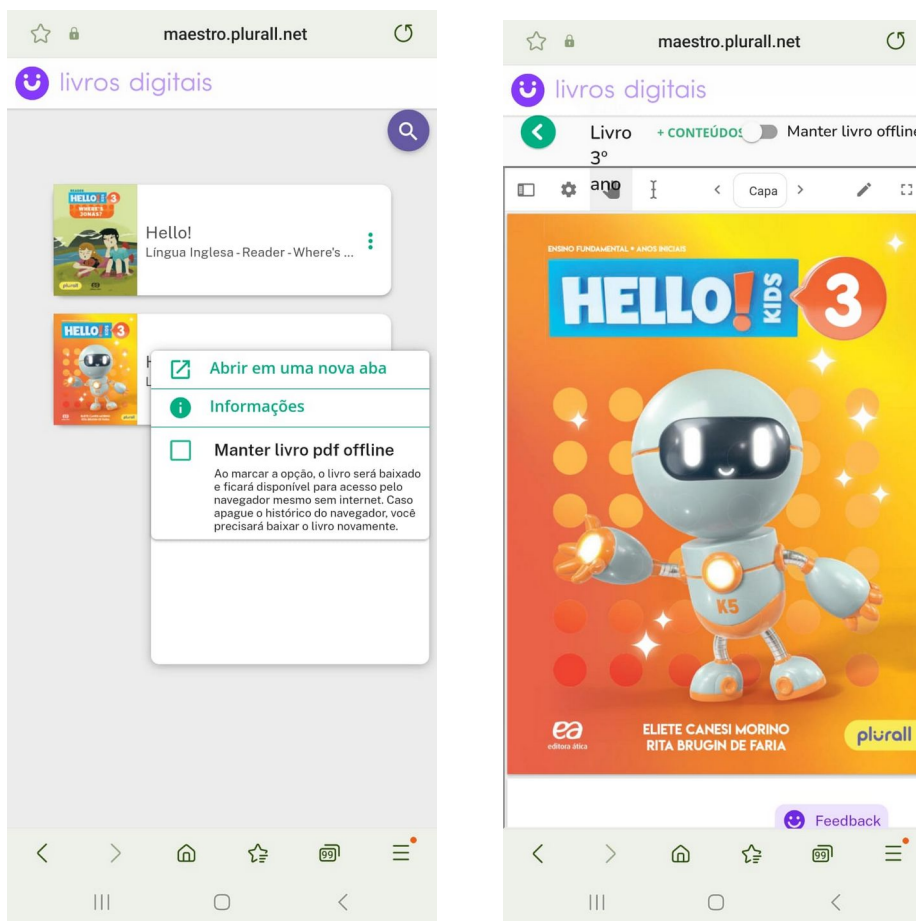 maestro.plurall.net
livros digitais
HELLO! 3
WHERE'S JONAS?
plurall
Hello!
Língua Inglesa - Reader - Where's ...
HELLO! 3
Abrir em uma nova aba
Informações
Manter livro pdf offline
Ao marcar a opção, o livro será baixado
e ficará disponível para acesso pelo
navegador mesmo sem internet. Caso
apague o histórico do navegador, você
precisará baixar o livro novamente.
99
maestro.plurall.net
livros digitais
Livro
3º
ano
+ CONTEÚDOS
Manter livro offline
Capa
ENSINO FUNDAMENTAL • ANOS INICIAIS
HELLO! KIDS 3
K5
ea
editora ática
ELIETE CANESI MORINO
RITA BRUGIN DE FARIA
plurall
Feedback
99